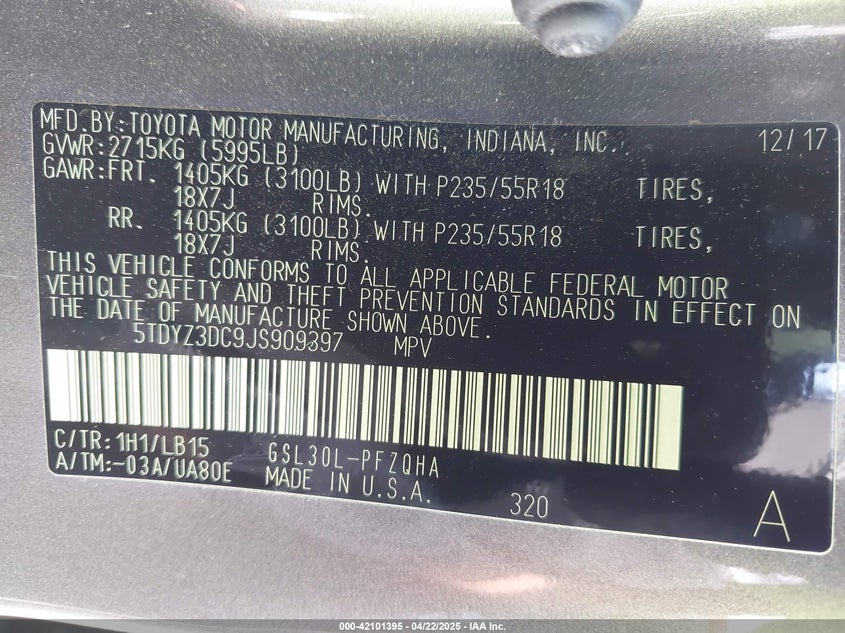 MFD.BY:TOYOTA MOTOR MANUFACTURING, INDIANA, INC. 12/17
GVWR:2715KG (5995LB)
GAWR:FRT. 1405KG (3100LB) WITH P235/55R18 TIRES,
18X7J RIMS.
RR. 1405KG (3100LB) WITH P235/55R18 TIRES,
18X7J RIMS.
THIS VEHICLE CONFORMS TO ALL APPLICABLE FEDERAL MOTOR
VEHICLE SAFETY AND THEFT PREVENTION STANDARDS IN EFFECT ON
THE DATE OF MANUFACTURE SHOWN ABOVE.
5TDYZ3DC9JS909397 MPV
C/TR:1H1/LB15 GSL30L-PFZQHA
A/TM:-03A/UA80E MADE IN U.S.A.
320 A
000-42101395 - 04/22/2025 - IAA Inc.